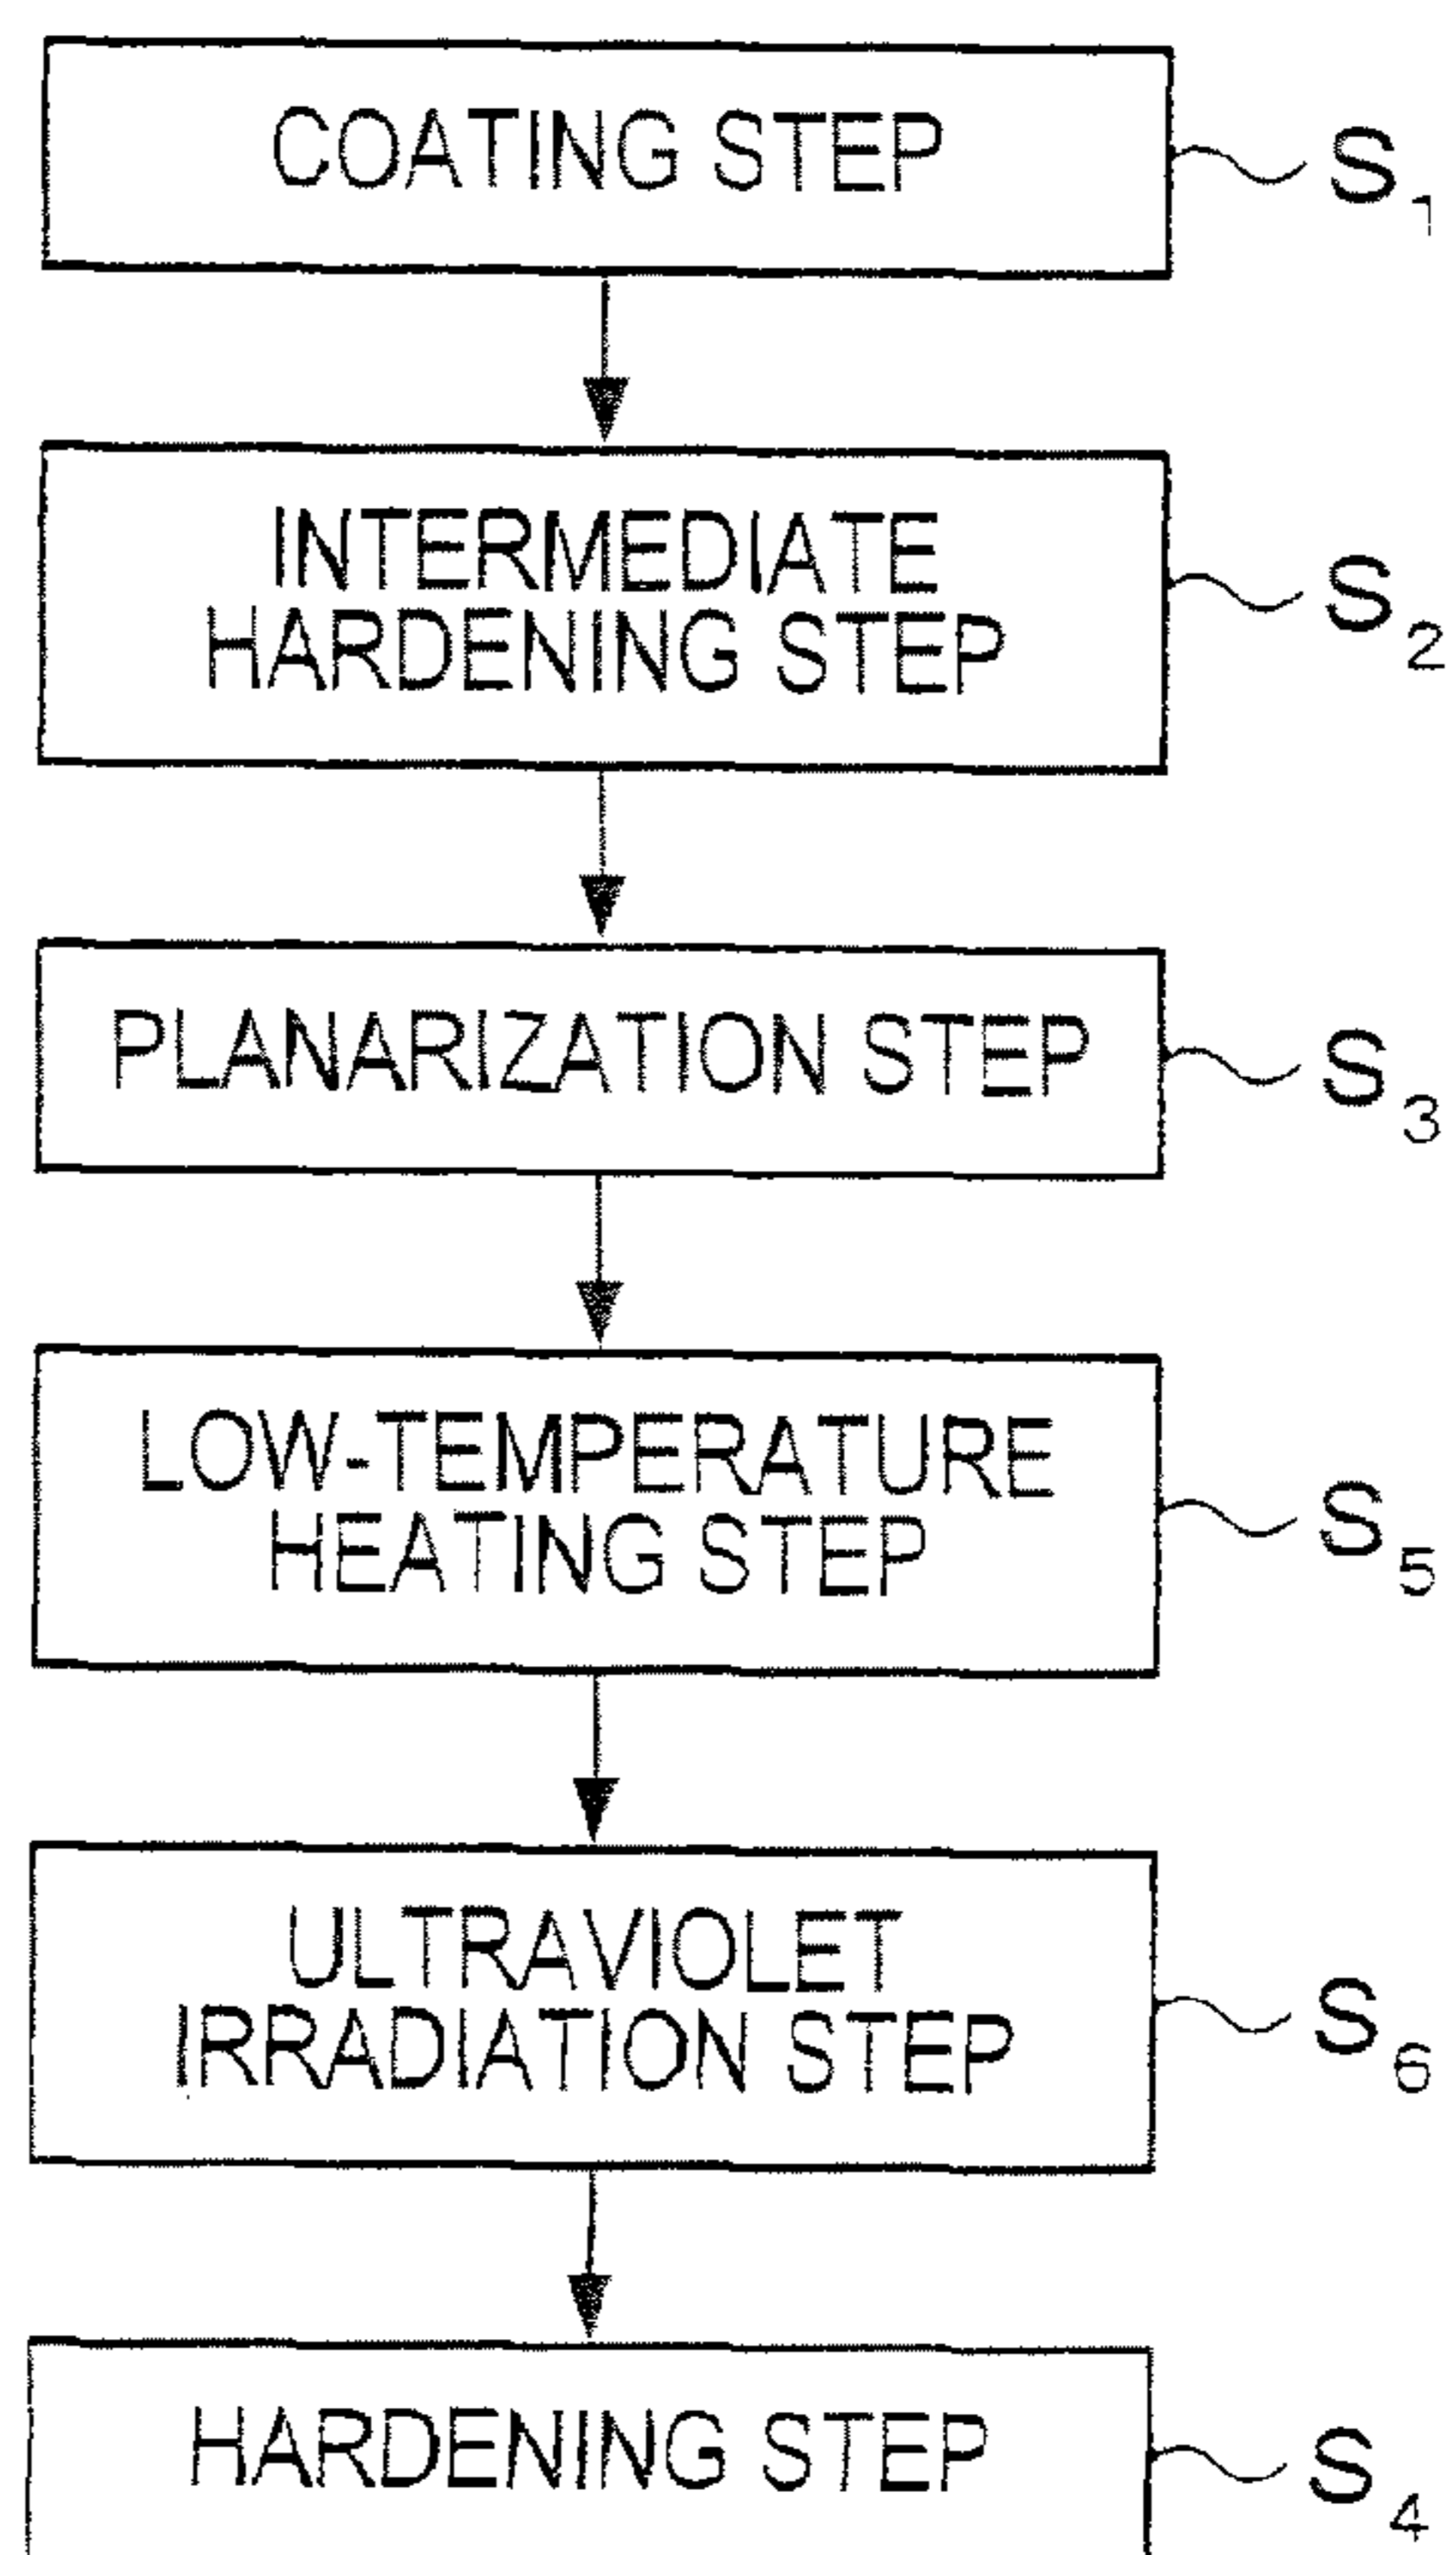 COATING STEP
S1
INTERMEDIATE
HARDENING STEP
S2
PLANARIZATION STEP
S3
LOW-TEMPERATURE
HEATING STEP
S5
ULTRAVIOLET
IRRADIATION STEP
S6
HARDENING STEP
S4